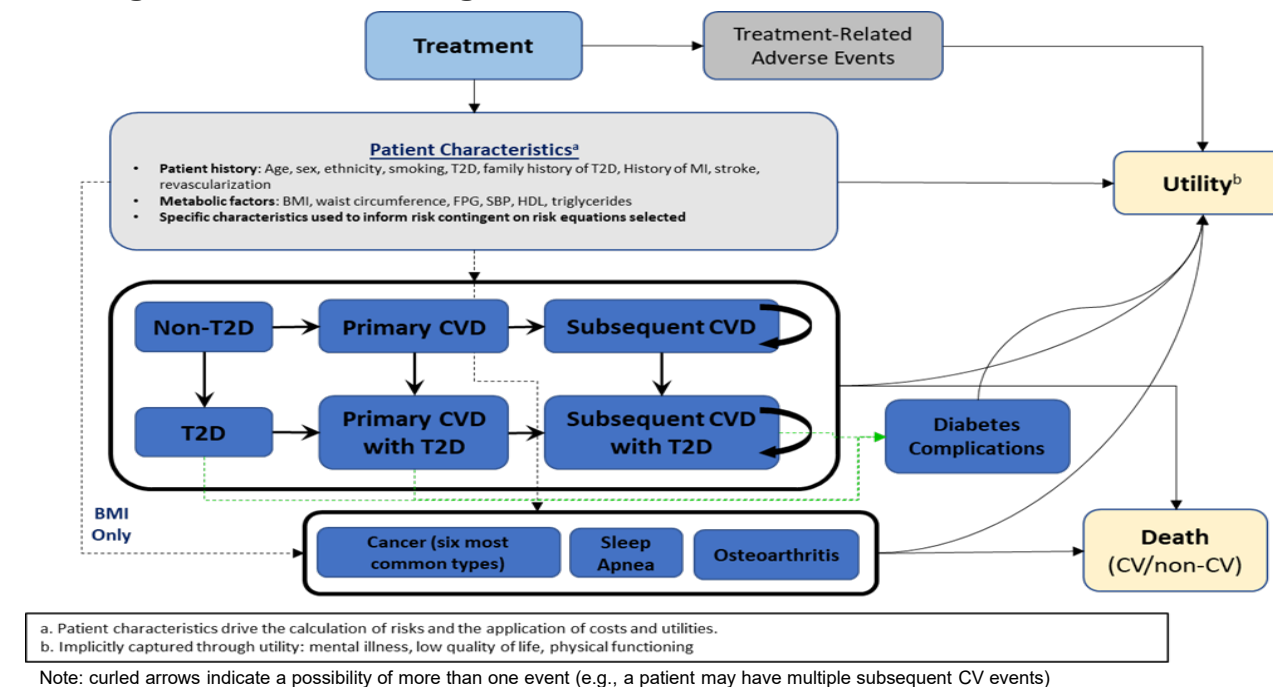 Treatment
Treatment-Related
Adverse Events
Patient Characteristicsa
• Patient history: Age, sex, ethnicity, smoking, T2D, family history of T2D, History of MI, stroke,
revascularization
• Metabolic factors: BMI, waist circumference, FPG, SBP, HDL, triglycerides
• Specific characteristics used to inform risk contingent on risk equations selected
Utilityb
Non-T2D
Primary CVD
Subsequent CVD
T2D
Primary CVD
with T2D
Subsequent CVD
with T2D
Diabetes
Complications
BMI
Only
Cancer (six most
common types)
Sleep
Apnea
Osteoarthritis
Death
(CV/non-CV)
a. Patient characteristics drive the calculation of risks and the application of costs and utilities.
b. Implicitly captured through utility: mental illness, low quality of life, physical functioning
Note: curled arrows indicate a possibility of more than one event (e.g., a patient may have multiple subsequent CV events)